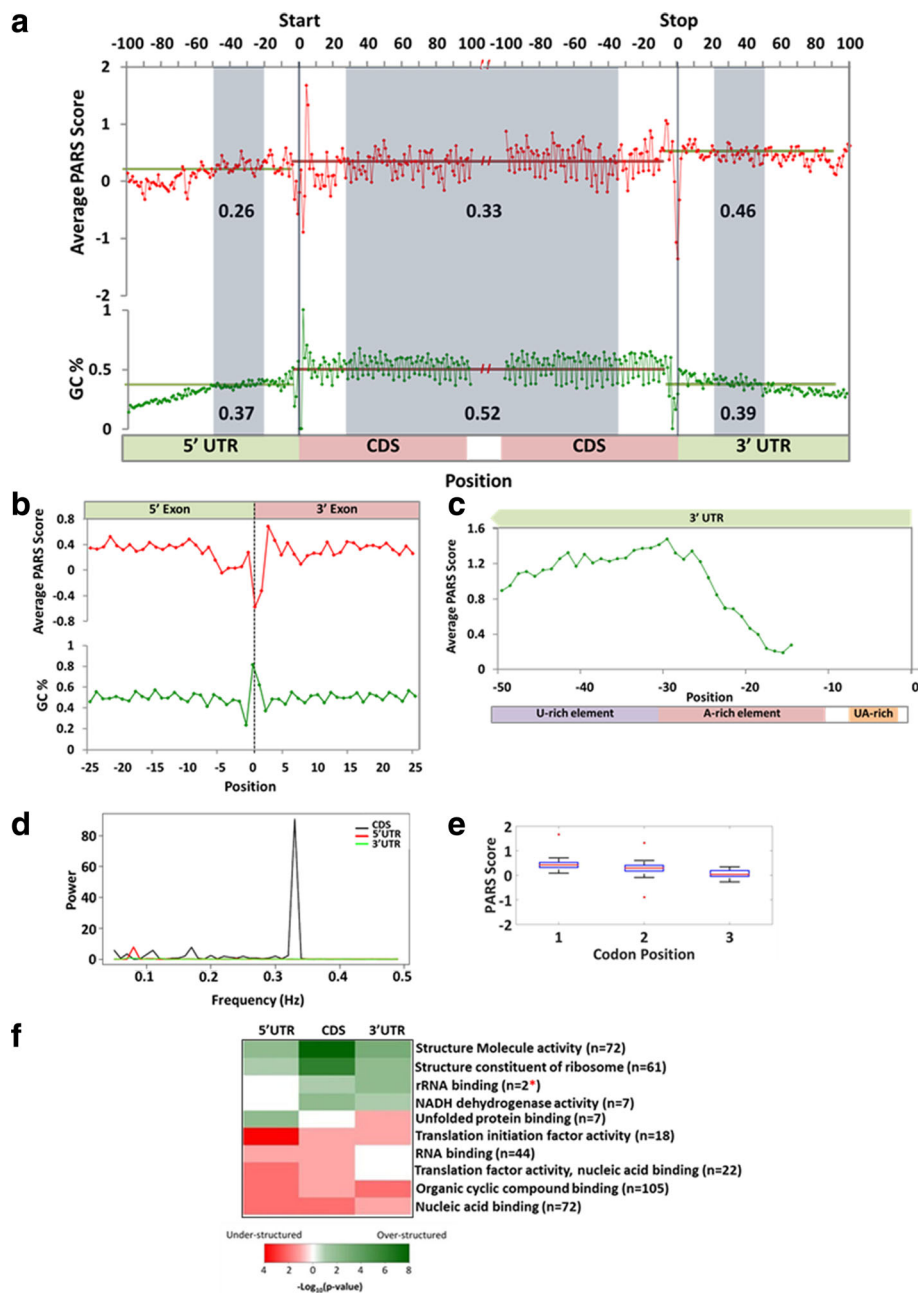 a
Start
Stop
-100 -80 -60 -40 -20 0 20 40 60 80 100 -100 -80 -60 -40 -20 0 20 40 60 80 100
2
1
0
-1
-2
Average PARS Score
0.26
0.33
0.46
1
0.5
0
GC %
0.37
0.52
0.39
5' UTR
CDS
CDS
3' UTR
Position
b
5' Exon
3' Exon
0.8
0.4
0
-0.4
-0.8
Average PARS Score
1
0.8
0.6
0.4
0.2
0
GC %
-25 -20 -15 -10 -5 0 5 10 15 20 25
Position
c
3' UTR
1.6
1.2
0.8
0.4
0
Average PARS Score
-50 -40 -30 -20 -10 0
Position
U-rich element
A-rich element
UA-rich
d
80
60
40
20
0
Power
CDS
5'UTR
3'UTR
0.1 0.2 0.3 0.4 0.5
Frequency (Hz)
e
2
1
0
-1
-2
PARS Score
1 2 3
Codon Position
f
5'UTR CDS 3'UTR
Structure Molecule activity (n=72)
Structure constituent of ribosome (n=61)
rRNA binding (n=2*)
NADH dehydrogenase activity (n=7)
Unfolded protein binding (n=7)
Translation initiation factor activity (n=18)
RNA binding (n=44)
Translation factor activity, nucleic acid binding (n=22)
Organic cyclic compound binding (n=105)
Nucleic acid binding (n=72)
Under-structured
Over-structured
4 2 0 2 4 6 8
-Log10(p-value)